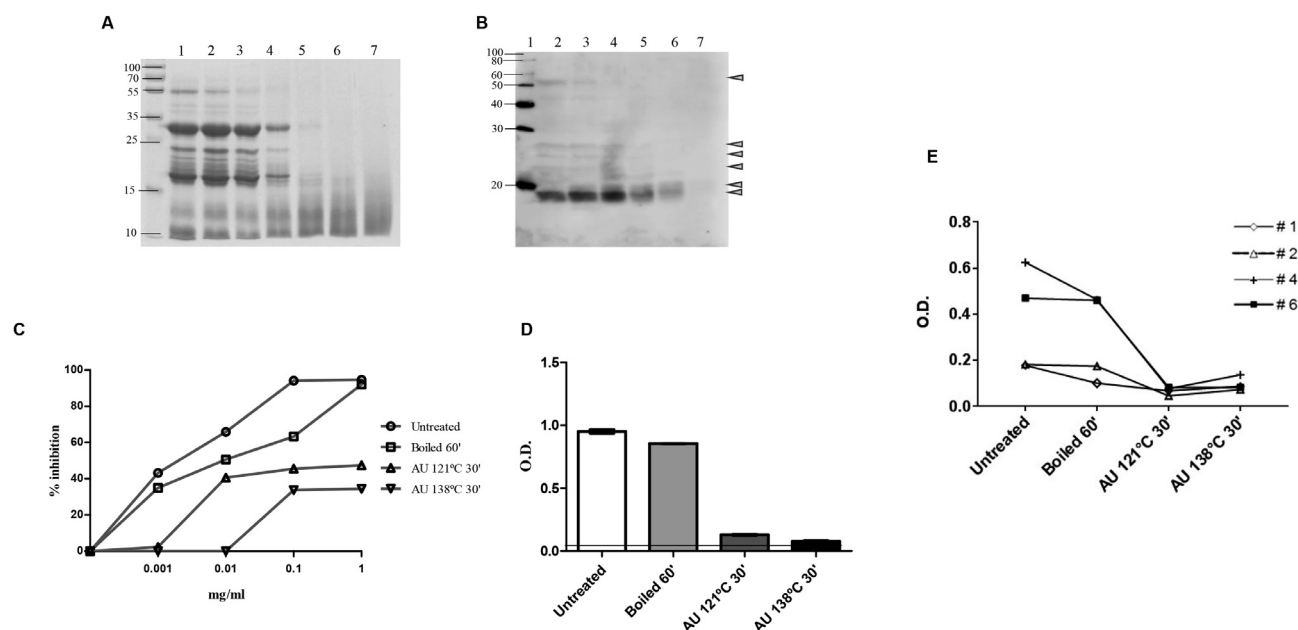 A
1 2 3 4 5 6 7
100
70
55
35
25
15
10
B
1 2 3 4 5 6 7
100
80
60
50
40
30
20
C
% inhibition
100
80
60
40
20
0
0.001 0.01 0.1 1
mg/ml
Untreated
Boiled 60'
AU 121ºC 30'
AU 138ºC 30'
D
O.D.
1.5
1.0
0.5
0.0
Untreated
Boiled 60'
AU 121ºC 30'
AU 138ºC 30'
E
O.D.
0.8
0.6
0.4
0.2
0.0
Untreated
Boiled 60'
AU 121ºC 30'
AU 138ºC 30'
# 1
# 2
# 4
# 6